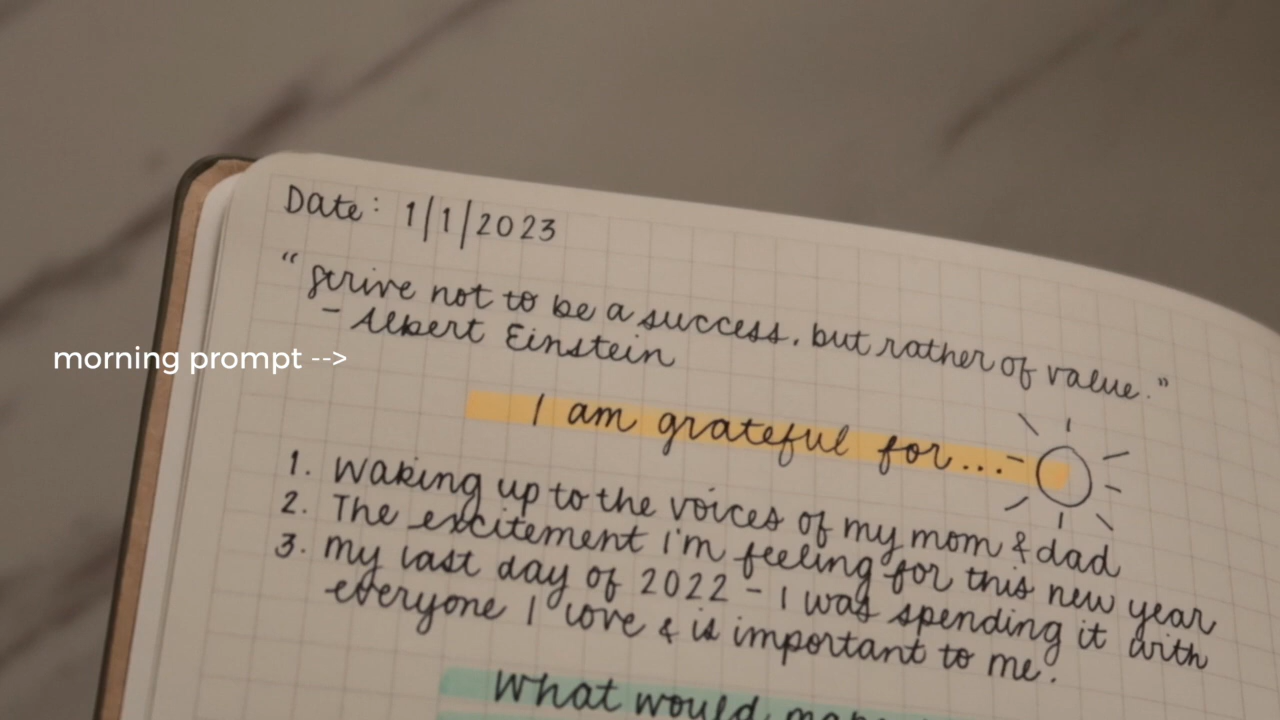 Date: 1/1/2023
"Strive not to be a success, but rather of value."
- Albert Einstein
morning prompt -->
I am grateful for...
1. Waking up to the voices of my mom & dad
2. The excitement i'm feeling for this new year
3. My last day of 2022 - I was spending it with
everyone I love & is important to me.
What would